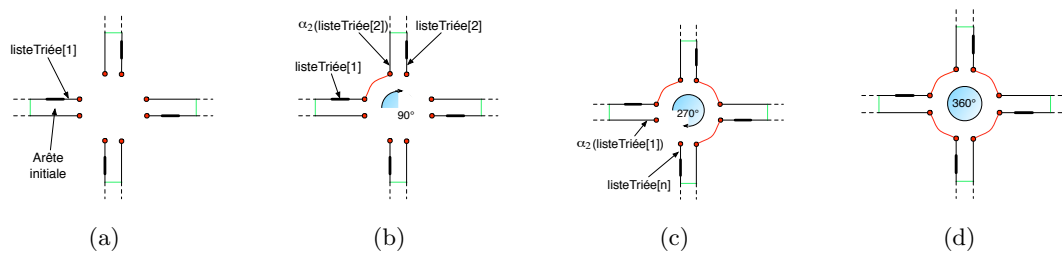 listeTriée[1]
Arête
initiale
(a)
α₂(listeTriée[2])
listeTriée[2]
listeTriée[1]
90°
(b)
270°
α₂(listeTriée[1])
listeTriée[n]
(c)
360°
(d)